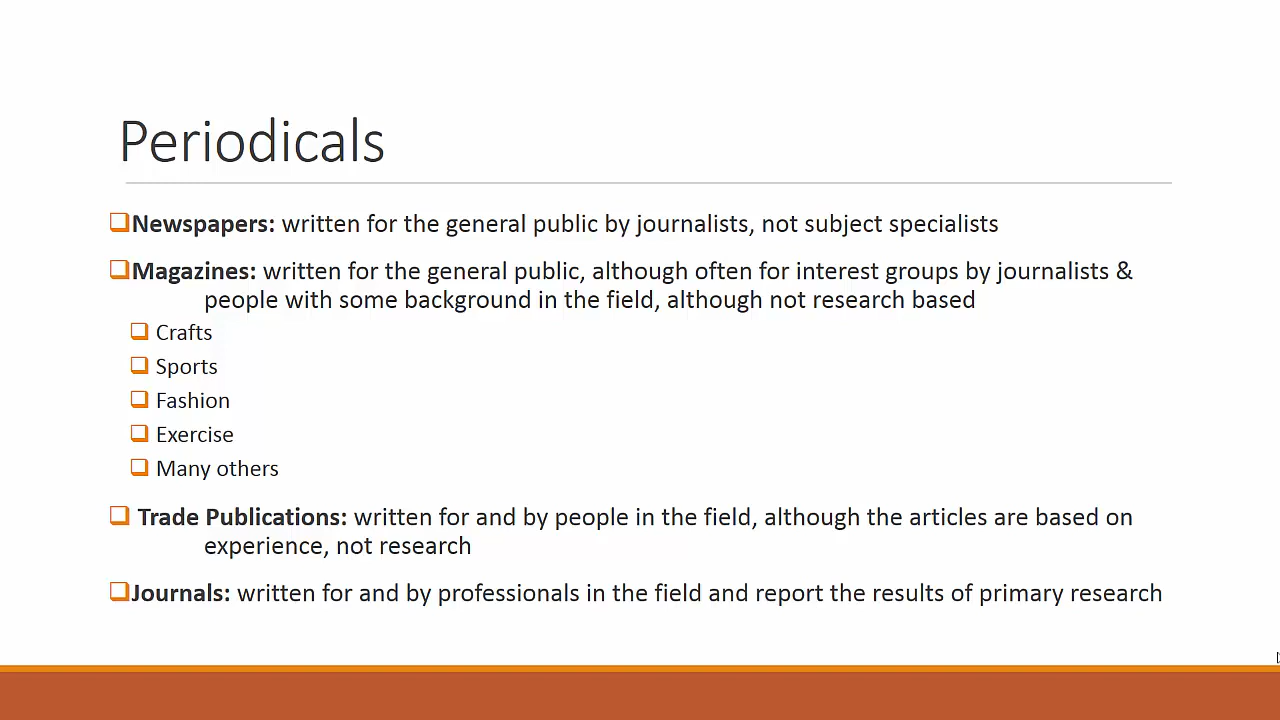 Periodicals
Newspapers: written for the general public by journalists, not subject specialists
Magazines: written for the general public, although often for interest groups by journalists &
people with some background in the field, although not research based
Crafts
Sports
Fashion
Exercise
Many others
Trade Publications: written for and by people in the field, although the articles are based on
experience, not research
Journals: written for and by professionals in the field and report the results of primary research